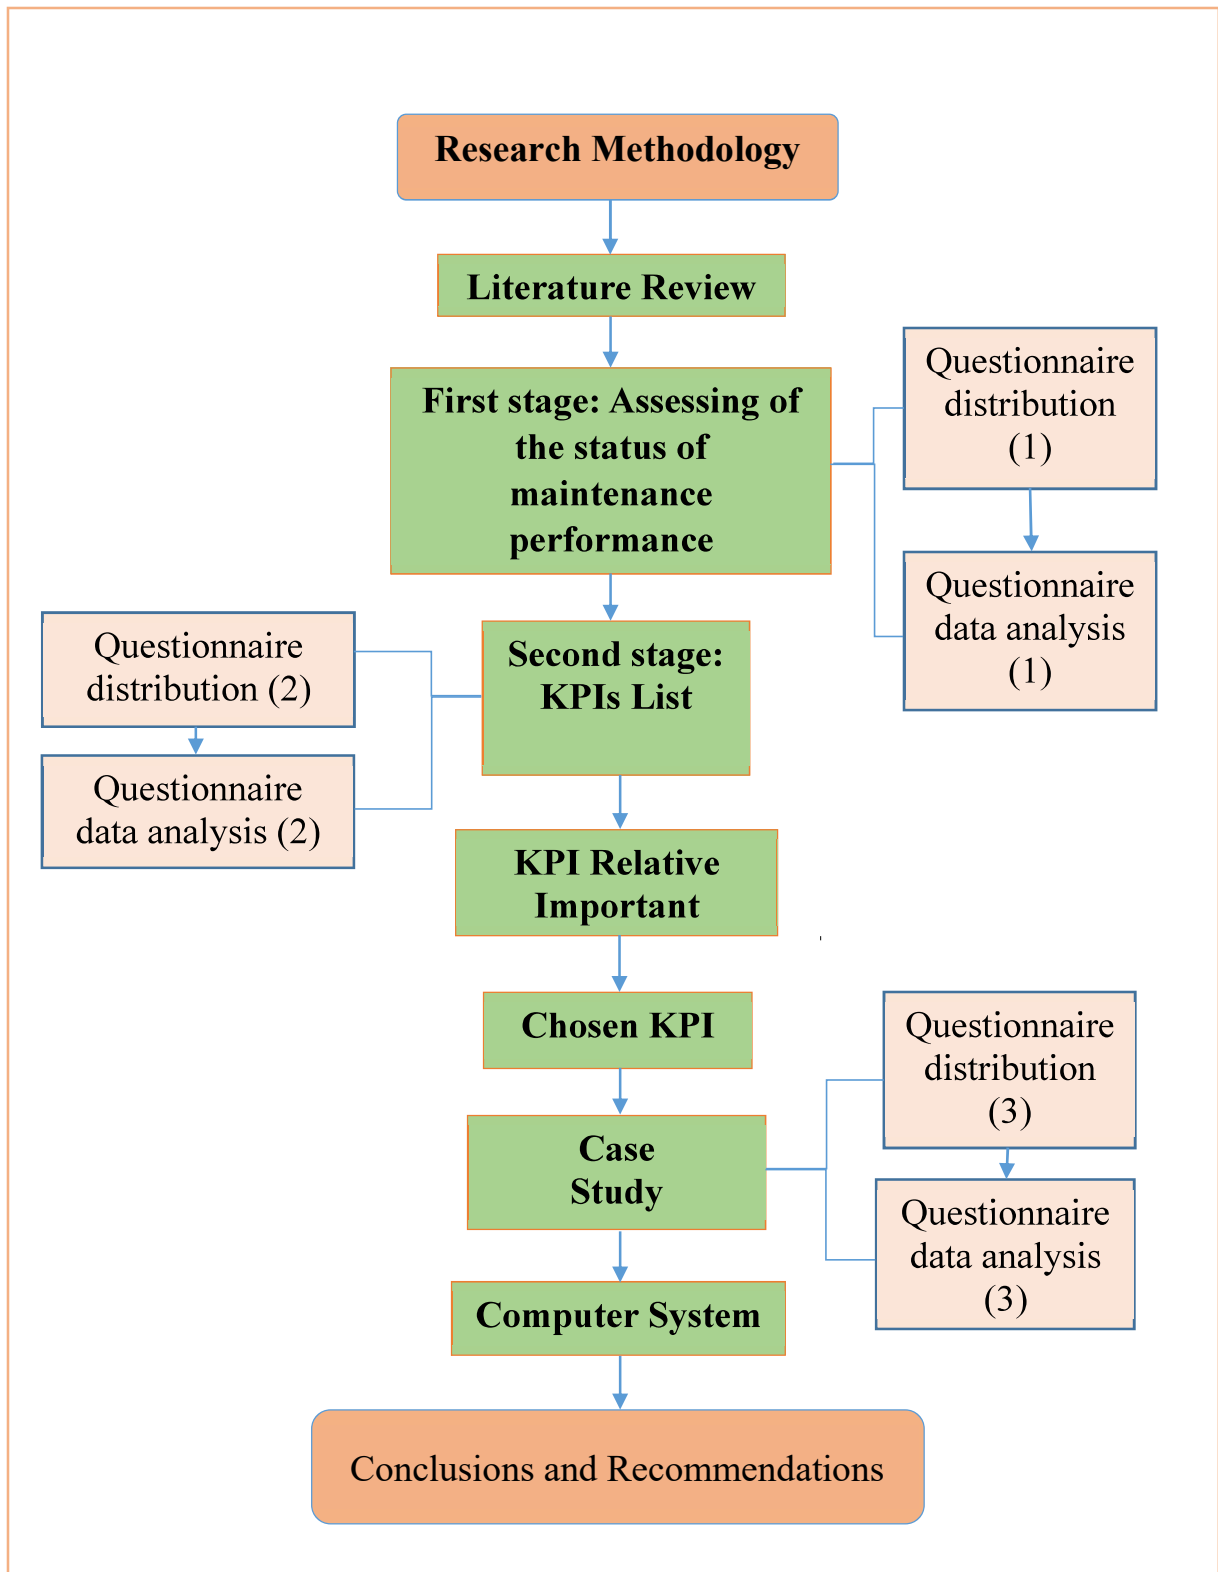 Research Methodology
Literature Review
First stage: Assessing of
the status of
maintenance
performance
Questionnaire
distribution
(1)
Questionnaire
data analysis
(1)
Second stage:
KPIs List
Questionnaire
distribution (2)
Questionnaire
data analysis (2)
KPI Relative
Important
Chosen KPI
Case
Study
Questionnaire
distribution
(3)
Questionnaire
data analysis
(3)
Computer System
Conclusions and Recommendations